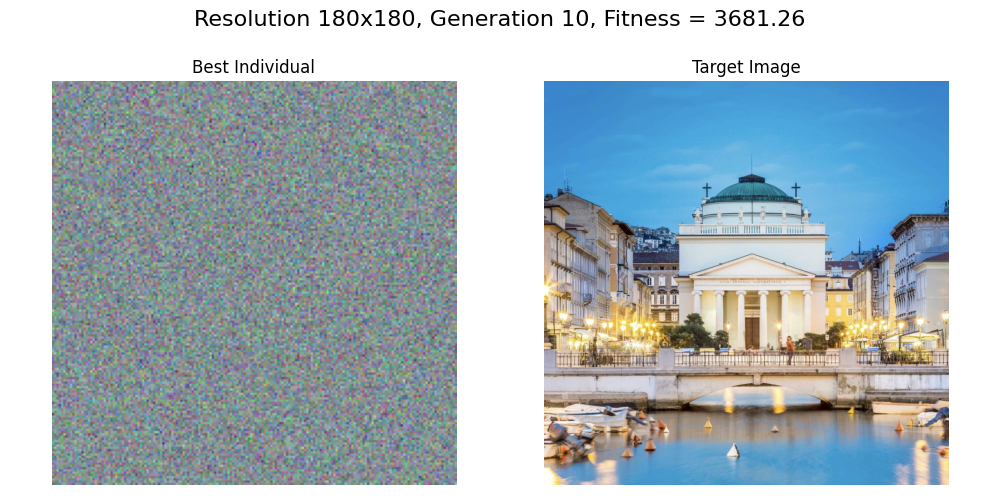 Resolution 180x180, Generation 10, Fitness = 3681.26
Best Individual
Target Image